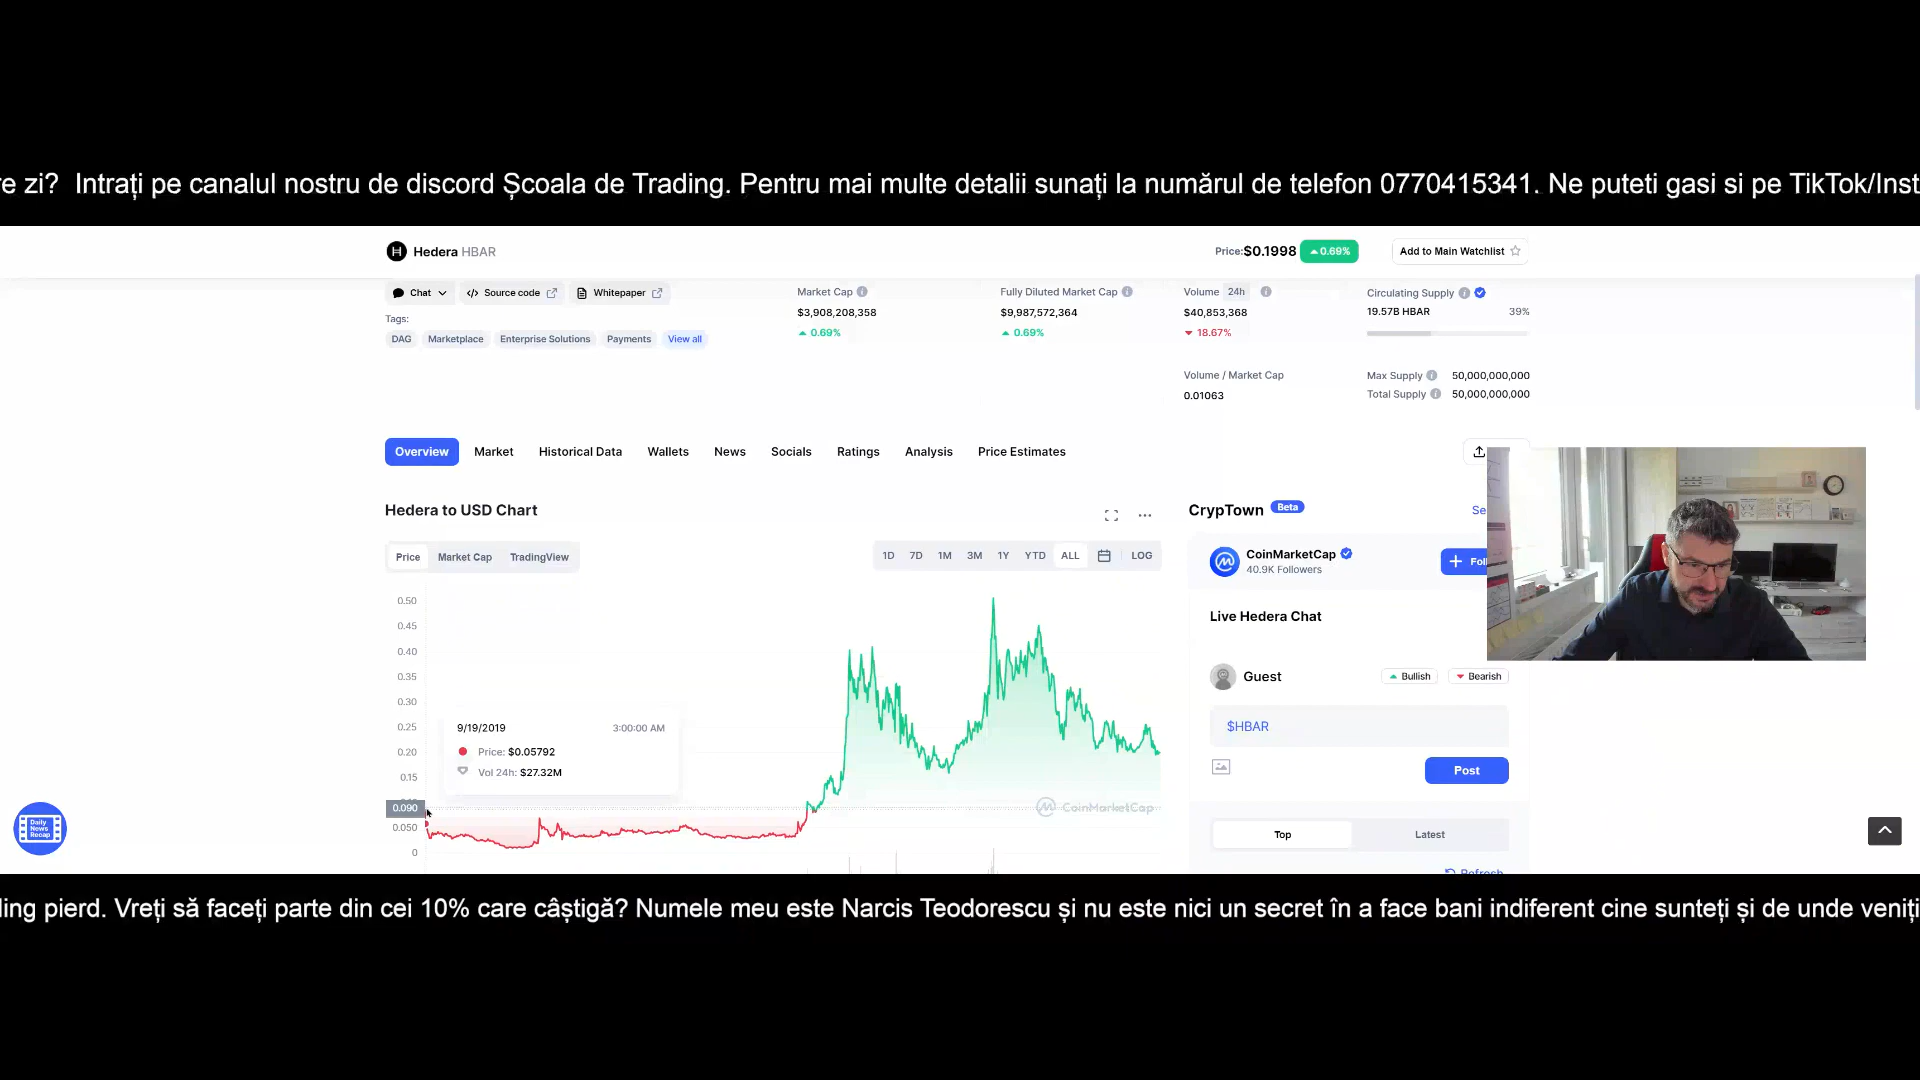 re zi? Intrați pe canalul nostru de discord Școala de Trading. Pentru mai multe detalii sunați la numărul de telefon 0770415341. Ne puteti gasi si pe TikTok/Inst
Hedera HBAR
Price:$0.1998 0.69%
Add to Main Watchlist
Chat
Source code
Whitepaper
Tags:
DAG
Marketplace
Enterprise Solutions
Payments
View all
Market Cap
$3,908,208,358
0.69%
Fully Diluted Market Cap
$9,987,572,364
0.69%
Volume 24h
$40,853,368
18.67%
Volume / Market Cap
0.01063
Circulating Supply
19.57B HBAR 39%
Max Supply 50,000,000,000
Total Supply 50,000,000,000
Overview Market Historical Data Wallets News Socials Ratings Analysis Price Estimates
Hedera to USD Chart
Price Market Cap TradingView
1D 7D 1M 3M 1Y YTD ALL LOG
0.50
0.45
0.40
0.35
0.30
0.25
0.20
0.15
0.090
0.050
0
9/19/2019 3:00:00 AM
Price: $0.05792
Vol 24h: $27.32M
CoinMarketCap
CrypTown Beta
Se
CoinMarketCap
40.9K Followers
+ Foll
Live Hedera Chat
Guest
Bullish
Bearish
$HBAR
Post
Top Latest
Refresh
Daily
News
Recap
ding pierd. Vreți să faceți parte din cei 10% care câștigă? Numele meu este Narcis Teodorescu și nu este nici un secret în a face bani indiferent cine sunteți și de unde veniți